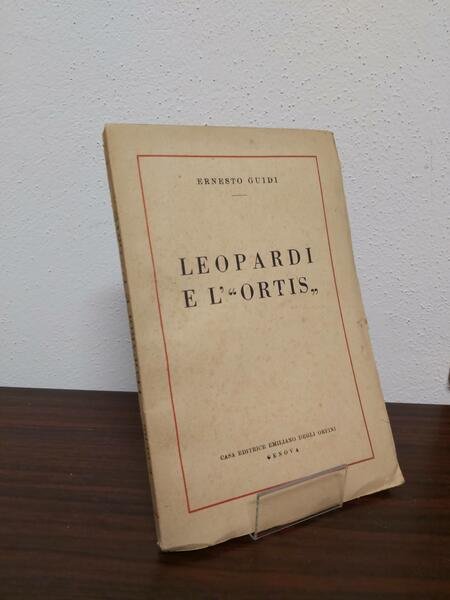 ERNESTO GUIDI
LEOPARDI
E L'“ORTIS„
CASA EDITRICE EMILIANO DEGLI ORFINI
GENOVA